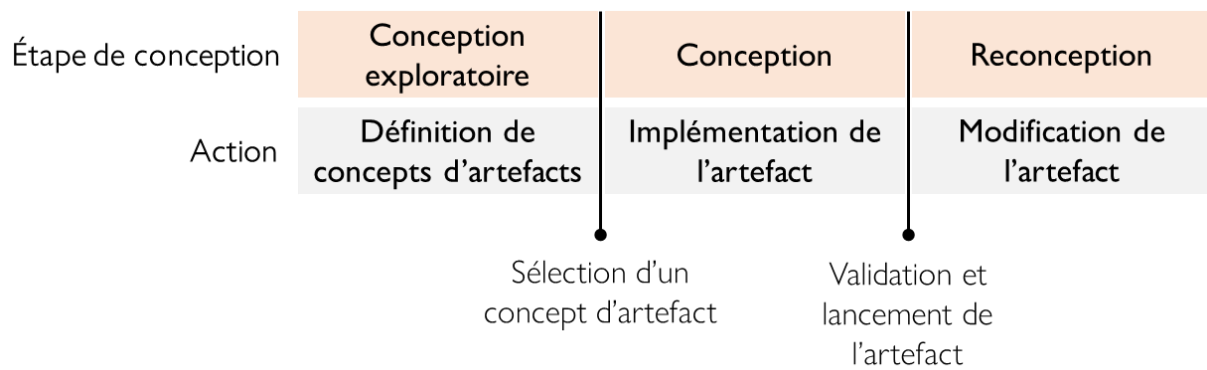 Étape de conception
Conception
exploratoire
Conception
Reconception
Action
Définition de
concepts d'artefacts
Implémentation de
l'artefact
Modification de
l'artefact
Sélection d'un
concept d'artefact
Validation et
lancement de
l'artefact